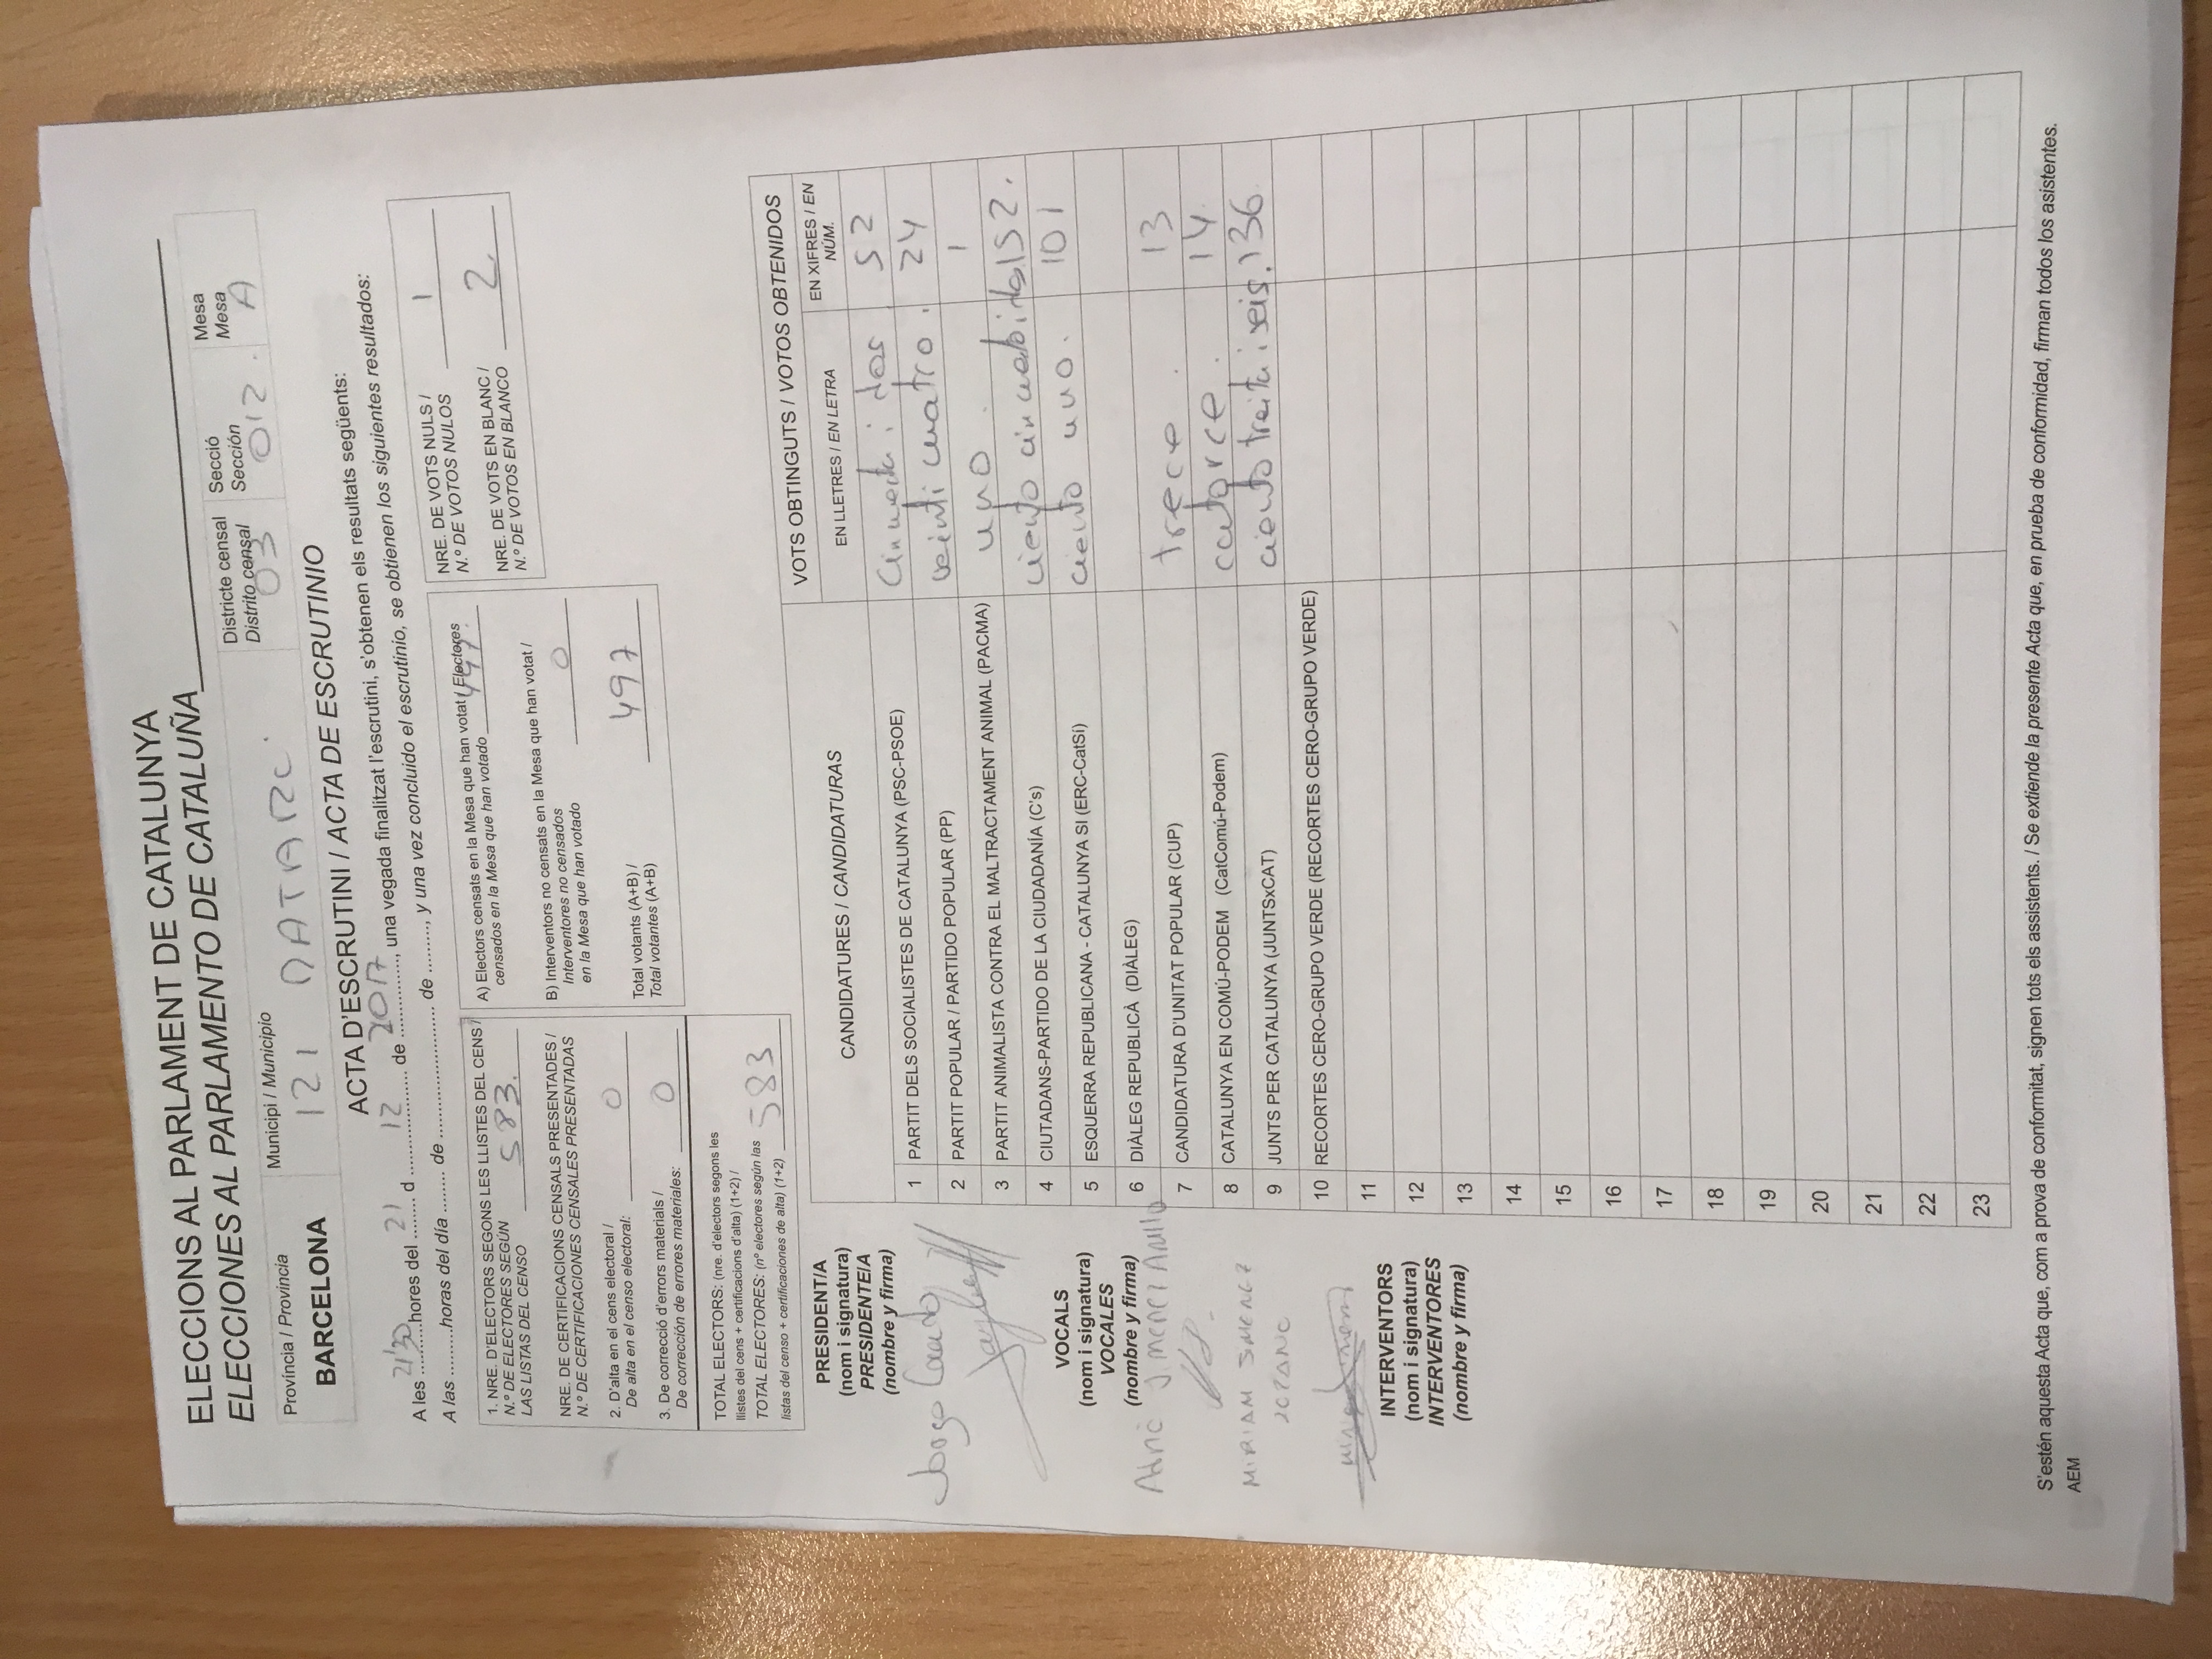 ELECCIONS AL PARLAMENT DE CATALUNYA
ELECCIONES AL PARLAMENTO DE CATALUÑA
Província / Provincia
BARCELONA
Municipi / Municipio
121 MATARC.
Districte censal
Distrito censal
03
Secció
Sección
012.
Mesa
Mesa
A
ACTA D'ESCRUTINI / ACTA DE ESCRUTINIO
A les 21'30 hores del 21 d 12 de 2017, una vegada finalitzat l'escrutini, s'obtenen els resultats següents:
A las ..........horas del día ......... de ........................ de ........., y una vez concluido el escrutinio, se obtienen los siguientes resultados:
1. NRE. D'ELECTORS SEGONS LES LLISTES DEL CENS /
N.º DE ELECTORES SEGÚN
LAS LISTAS DEL CENSO 583.
NRE. DE CERTIFICACIONS CENSALS PRESENTADES /
N.º DE CERTIFICACIONES CENSALES PRESENTADAS
2. D'alta en el cens electoral /
De alta en el censo electoral: 0
3. De correcció d'errors materials /
De corrección de errores materiales: 0
TOTAL ELECTORS: (nre. d'electors segons les
llistes del cens + certificacions d'alta) (1+2) /
TOTAL ELECTORES: (nº electores según las
listas del censo + certificaciones de alta) (1+2) 583
A) Electors censats en la Mesa que han votat / Electores
censados en la Mesa que han votado 497.
B) Interventors no censats en la Mesa que han votat /
Interventores no censados
en la Mesa que han votado 0
Total votants (A+B) /
Total votantes (A+B) 497
NRE. DE VOTS NULS /
N.º DE VOTOS NULOS 1
NRE. DE VOTS EN BLANC /
N.º DE VOTOS EN BLANCO 2.
PRESIDENT/A
(nom i signatura)
PRESIDENTE/A
(nombre y firma)
Jorge
VOCALS
(nom i signatura)
VOCALES
(nombre y firma)
Adrià Jimenez
MIRIAM
INTERVENTORS
(nom i signatura)
INTERVENTORES
(nombre y firma)
CANDIDATURES / CANDIDATURAS
VOTS OBTINGUTS / VOTOS OBTENIDOS
EN LLETRES / EN LETRA
EN XIFRES / EN
NÚM.
1 PARTIT DELS SOCIALISTES DE CATALUNYA (PSC-PSOE) Cincuenta i dos 52
2 PARTIT POPULAR / PARTIDO POPULAR (PP) veinti cuatro. 24
3 PARTIT ANIMALISTA CONTRA EL MALTRACTAMENT ANIMAL (PACMA) uno. 1
4 CIUTADANS-PARTIDO DE LA CIUDADANÍA (C's) ciento 152.
5 ESQUERRA REPUBLICANA - CATALUNYA SI (ERC-CatSí) ciento uno. 101
6 DIÀLEG REPUBLICÀ (DIÀLEG)
7 CANDIDATURA D'UNITAT POPULAR (CUP) trece. 13
8 CATALUNYA EN COMÚ-PODEM (CatComú-Podem) catorce. 14.
9 JUNTS PER CATALUNYA (JUNTSxCAT) ciento treita i seis. 136.
10 RECORTES CERO-GRUPO VERDE (RECORTES CERO-GRUPO VERDE)
11
12
13
14
15
16
17
18
19
20
21
22
23
S'estén aquesta Acta que, com a prova de conformitat, signen tots els assistents. / Se extiende la presente Acta que, en prueba de conformidad, firman todos los asistentes.
AEM